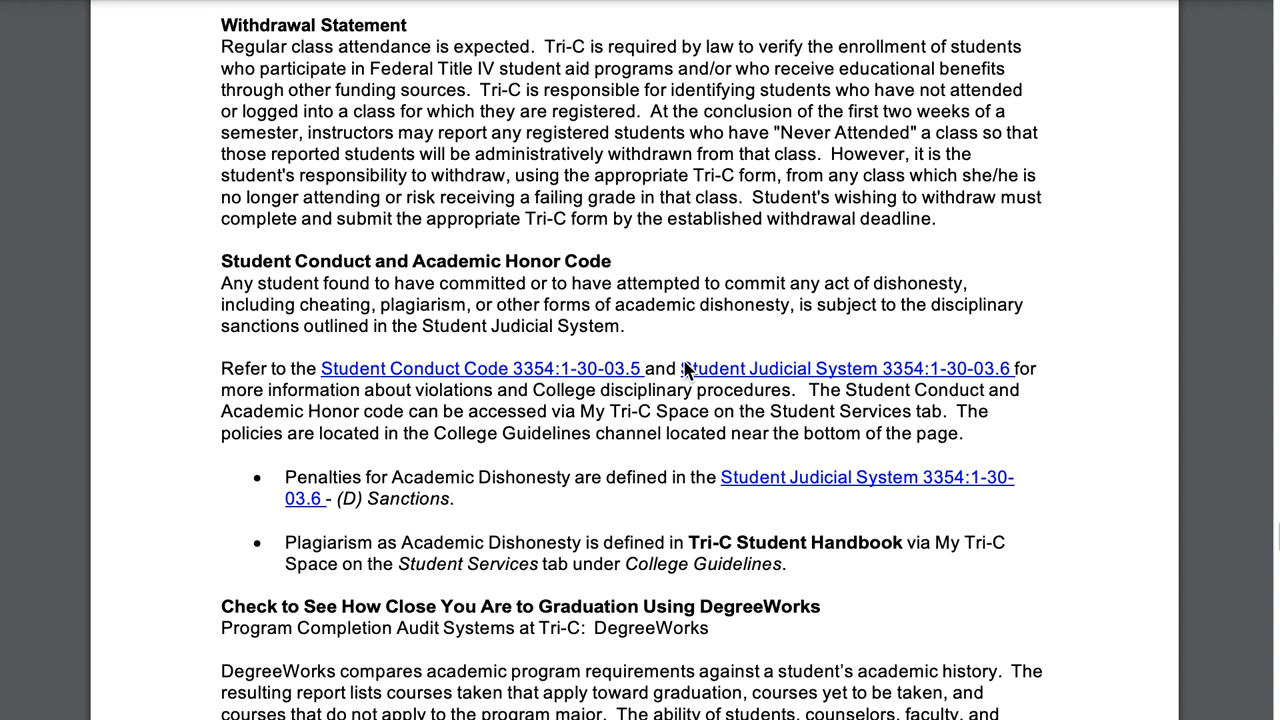 Withdrawal Statement
Regular class attendance is expected.  Tri-C is required by law to verify the enrollment of students
who participate in Federal Title IV student aid programs and/or who receive educational benefits
through other funding sources.  Tri-C is responsible for identifying students who have not attended
or logged into a class for which they are registered.  At the conclusion of the first two weeks of a
semester, instructors may report any registered students who have "Never Attended" a class so that
those reported students will be administratively withdrawn from that class.  However, it is the
student's responsibility to withdraw, using the appropriate Tri-C form, from any class which she/he is
no longer attending or risk receiving a failing grade in that class.  Student's wishing to withdraw must
complete and submit the appropriate Tri-C form by the established withdrawal deadline.
Student Conduct and Academic Honor Code
Any student found to have committed or to have attempted to commit any act of dishonesty,
including cheating, plagiarism, or other forms of academic dishonesty, is subject to the disciplinary
sanctions outlined in the Student Judicial System.
Refer to the Student Conduct Code 3354:1-30-03.5 and Student Judicial System 3354:1-30-03.6 for
more information about violations and College disciplinary procedures.   The Student Conduct and
Academic Honor code can be accessed via My Tri-C Space on the Student Services tab.  The
policies are located in the College Guidelines channel located near the bottom of the page.
• Penalties for Academic Dishonesty are defined in the Student Judicial System 3354:1-30-
03.6 - (D) Sanctions.
• Plagiarism as Academic Dishonesty is defined in Tri-C Student Handbook via My Tri-C
Space on the Student Services tab under College Guidelines.
Check to See How Close You Are to Graduation Using DegreeWorks
Program Completion Audit Systems at Tri-C:  DegreeWorks
DegreeWorks compares academic program requirements against a student’s academic history.  The
resulting report lists courses taken that apply toward graduation, courses yet to be taken, and
courses that do not apply to the program major.  The ability of students, counselors, faculty, and